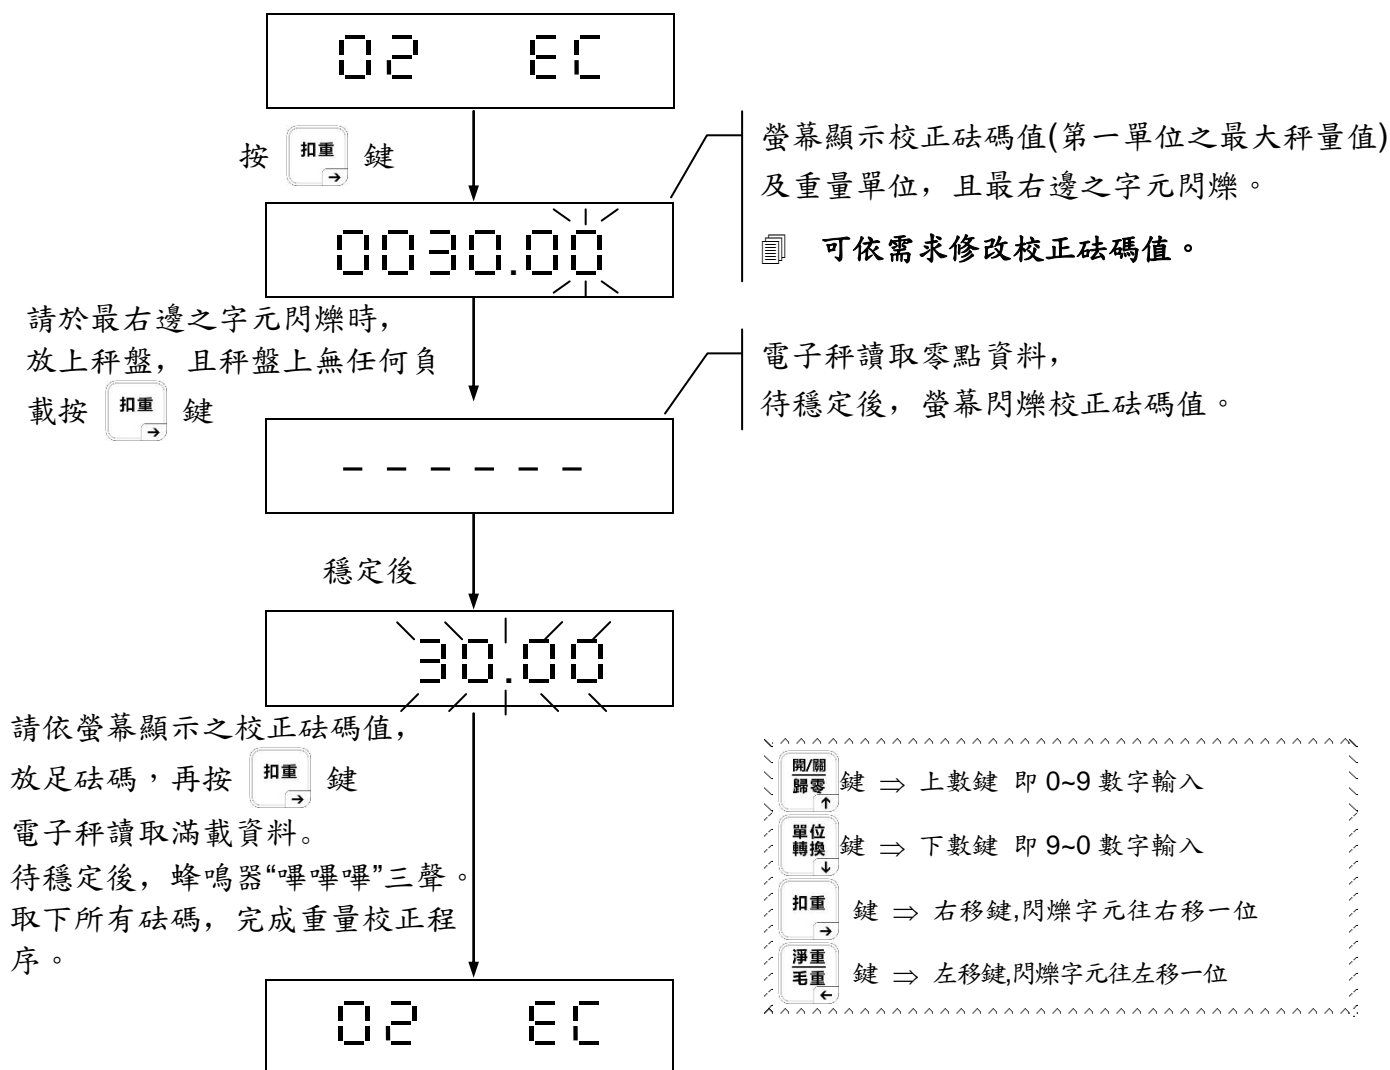 02 EC
按 扣重 → 鍵
螢幕顯示校正砝碼值(第一單位之最大秤量值)
及重量單位，且最右邊之字元閃爍。
可依需求修改校正砝碼值。
0030.00
請於最右邊之字元閃爍時，
放上秤盤，且秤盤上無任何負
載按 扣重 → 鍵
電子秤讀取零點資料，
待穩定後，螢幕閃爍校正砝碼值。
- - - - - -
穩定後
30.00
請依螢幕顯示之校正砝碼值，
放足砝碼，再按 扣重 → 鍵
電子秤讀取滿載資料。
待穩定後，蜂鳴器“嗶嗶嗶”三聲。
取下所有砝碼，完成重量校正程
序。
02 EC
開/關
歸零 ↑ 鍵 ⇒ 上數鍵 即 0~9 數字輸入
單位
轉換 ↓ 鍵 ⇒ 下數鍵 即 9~0 數字輸入
扣重 → 鍵 ⇒ 右移鍵,閃爍字元往右移一位
淨重
毛重 ← 鍵 ⇒ 左移鍵,閃爍字元往左移一位